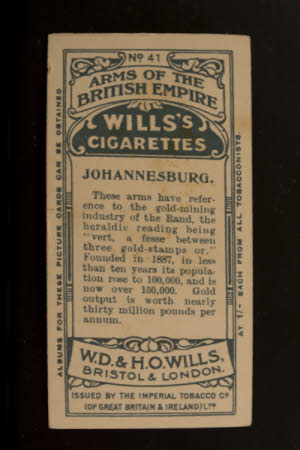 No 41
ARMS OF THE
BRITISH EMPIRE
WILLS'S
CIGARETTES
JOHANNESBURG.
These arms have refer-
ence to the gold-mining
industry of the Rand, the
heraldic reading being
"vert, a fesse between
three gold-stamps or."
Founded in 1887, in less
than ten years its popula-
tion rose to 100,000, and is
now over 150,000. Gold
output is worth nearly
thirty million pounds per
annum.
W.D. & H.O. WILLS,
BRISTOL & LONDON.
ISSUED BY THE IMPERIAL TOBACCO Co
(OF GREAT BRITAIN & IRELAND) LTD
ALBUMS FOR THESE PICTURE CARDS CAN BE OBTAINED
AT 1/- EACH FROM ALL TOBACCONISTS.